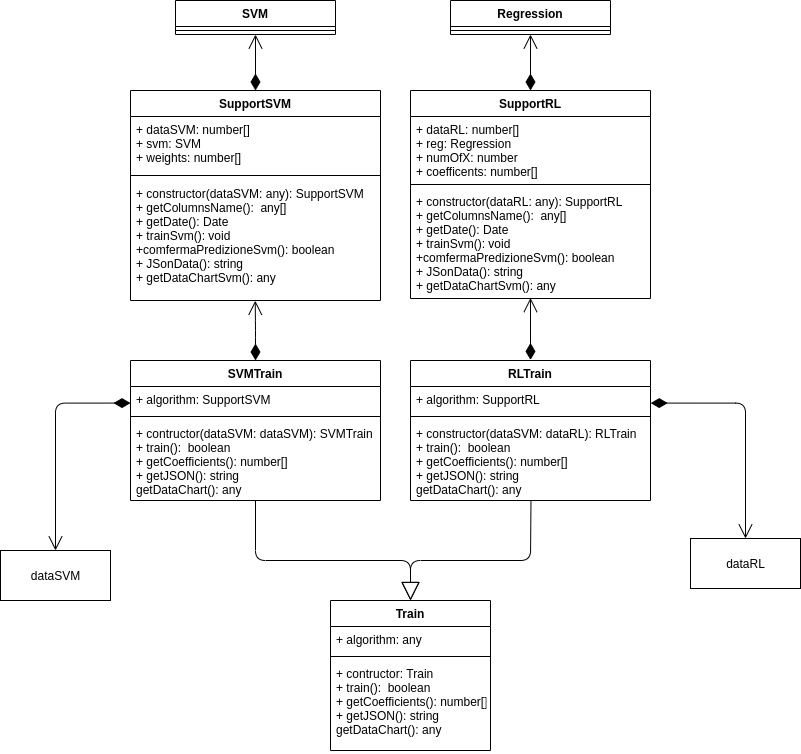 SVM
Regression
SupportSVM
+ dataSVM: number[]
+ svm: SVM
+ weights: number[]
+ constructor(dataSVM: any): SupportSVM
+ getColumnsName():  any[]
+ getDate(): Date
+ trainSvm(): void
+comfermaPredizioneSvm(): boolean
+ JSonData(): string
+ getDataChartSvm(): any
SupportRL
+ dataRL: number[]
+ reg: Regression
+ numOfX: number
+ coefficents: number[]
+ constructor(dataRL: any): SupportRL
+ getColumnsName():  any[]
+ getDate(): Date
+ trainSvm(): void
+comfermaPredizioneSvm(): boolean
+ JSonData(): string
+ getDataChartSvm(): any
SVMTrain
+ algorithm: SupportSVM
+ contructor(dataSVM: dataSVM): SVMTrain
+ train():  boolean
+ getCoefficients(): number[]
+ getJSON(): string
getDataChart(): any
RLTrain
+ algorithm: SupportRL
+ constructor(dataSVM: dataRL): RLTrain
+ train():  boolean
+ getCoefficients(): number[]
+ getJSON(): string
getDataChart(): any
dataSVM
dataRL
Train
+ algorithm: any
+ contructor: Train
+ train():  boolean
+ getCoefficients(): number[]
+ getJSON(): string
getDataChart(): any